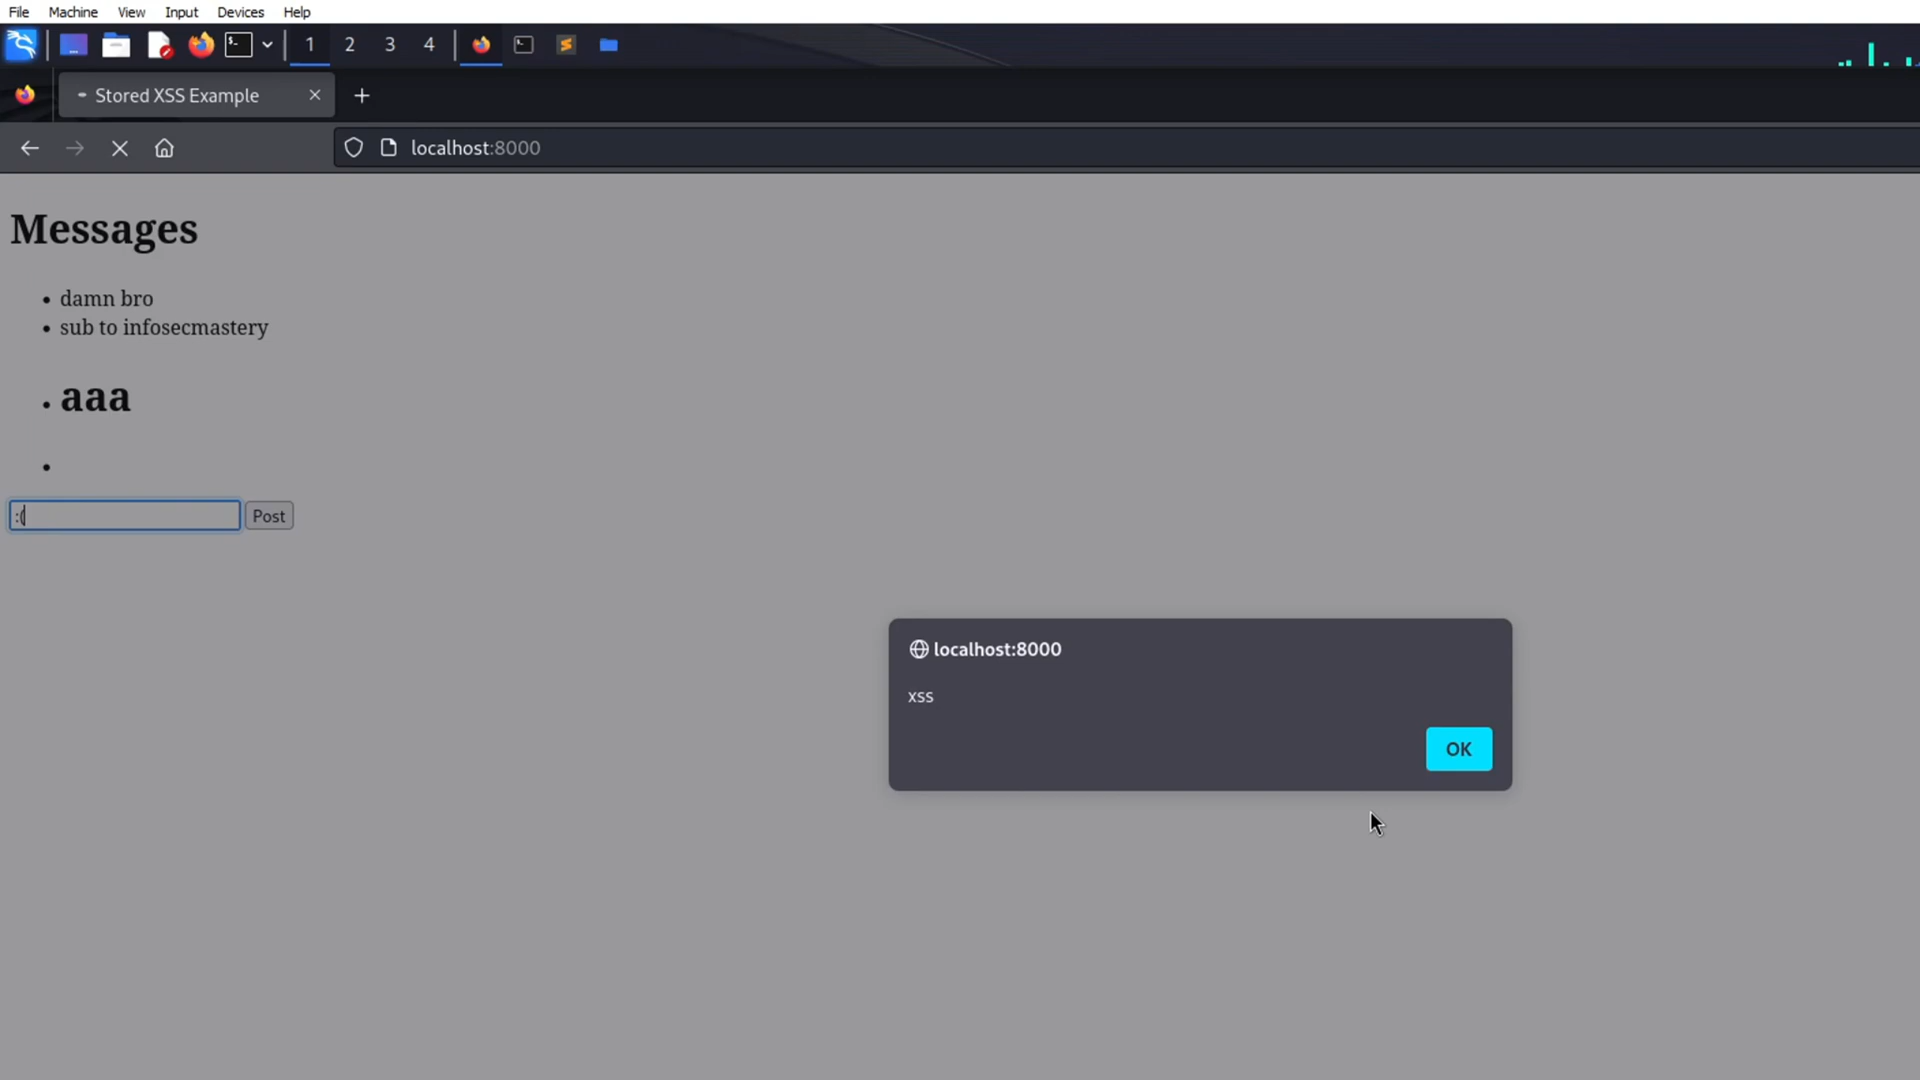 File Machine View Input Devices Help
1 2 3 4
Stored XSS Example
localhost:8000
Messages
damn bro
sub to infosecmastery
aaa
:( Post
localhost:8000
xss
OK